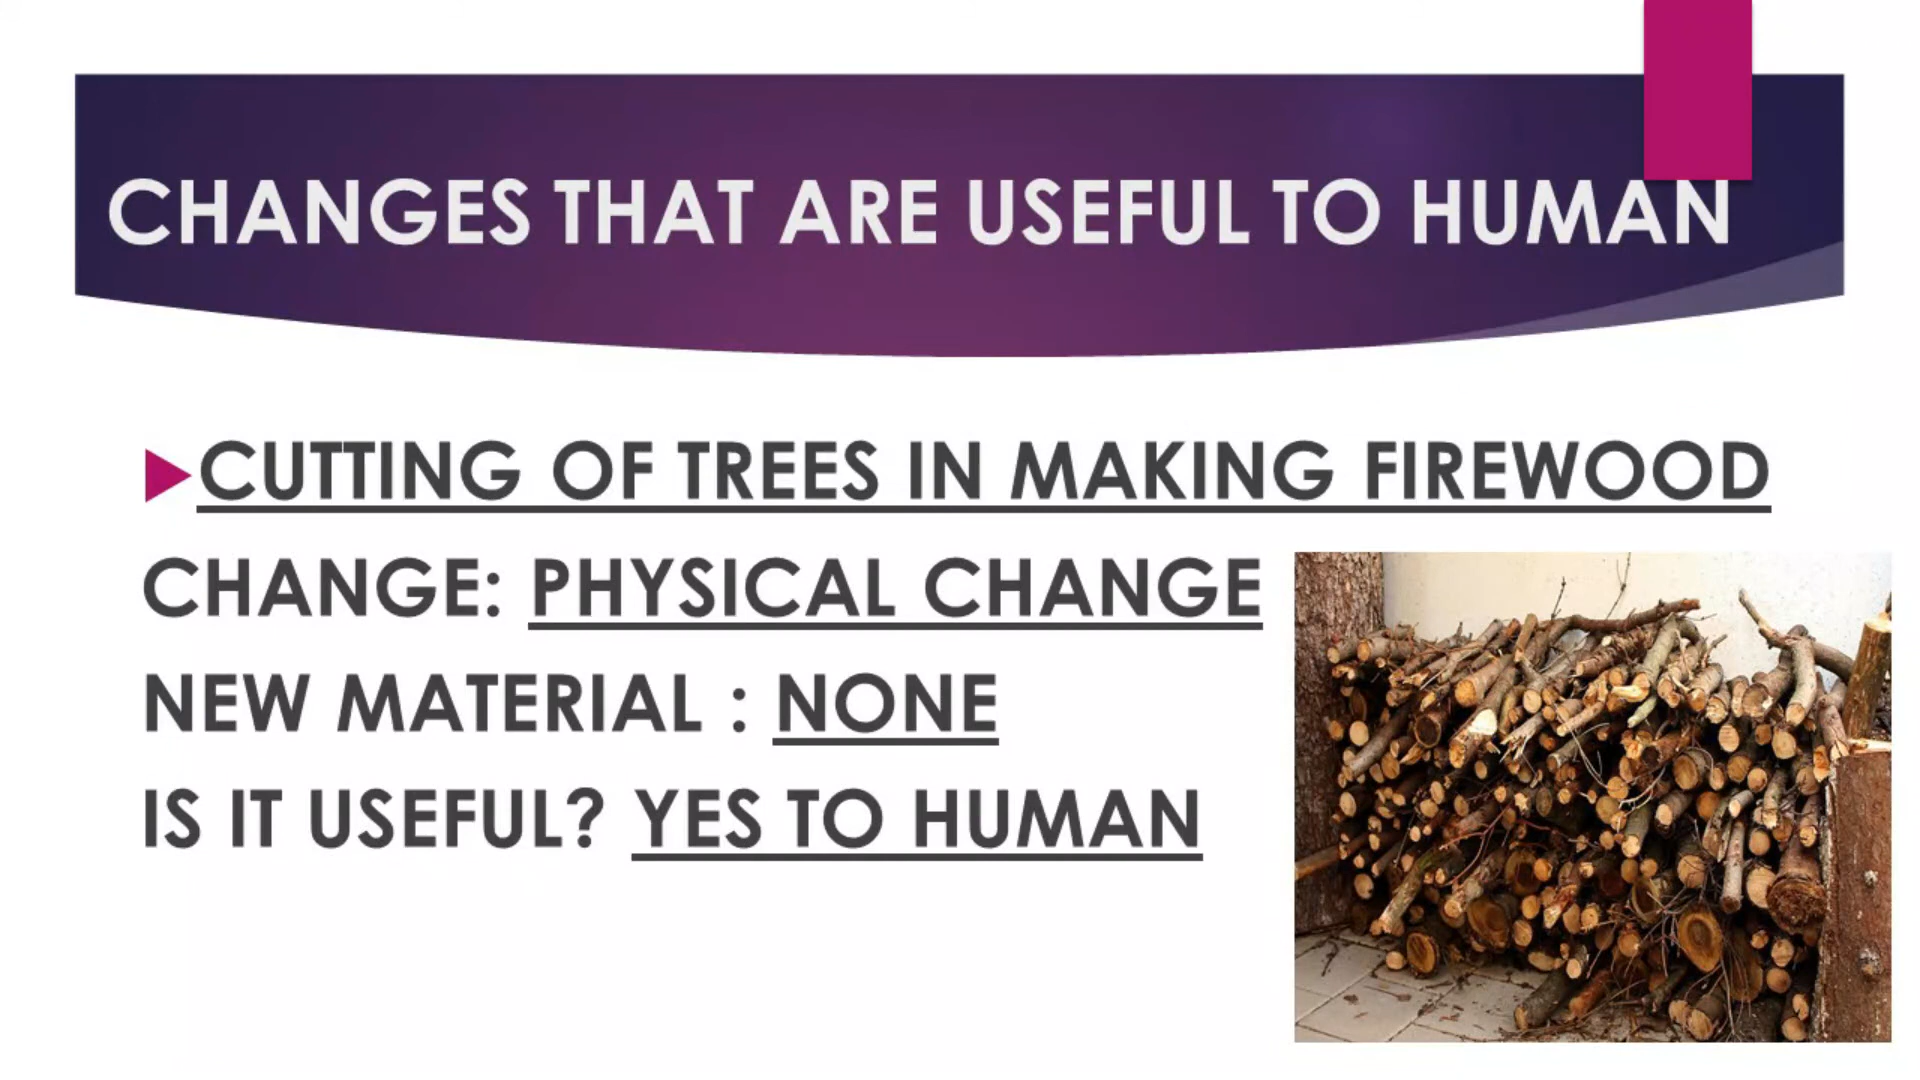 CHANGES THAT ARE USEFUL TO HUMAN
CUTTING OF TREES IN MAKING FIREWOOD
CHANGE: PHYSICAL CHANGE
NEW MATERIAL : NONE
IS IT USEFUL? YES TO HUMAN